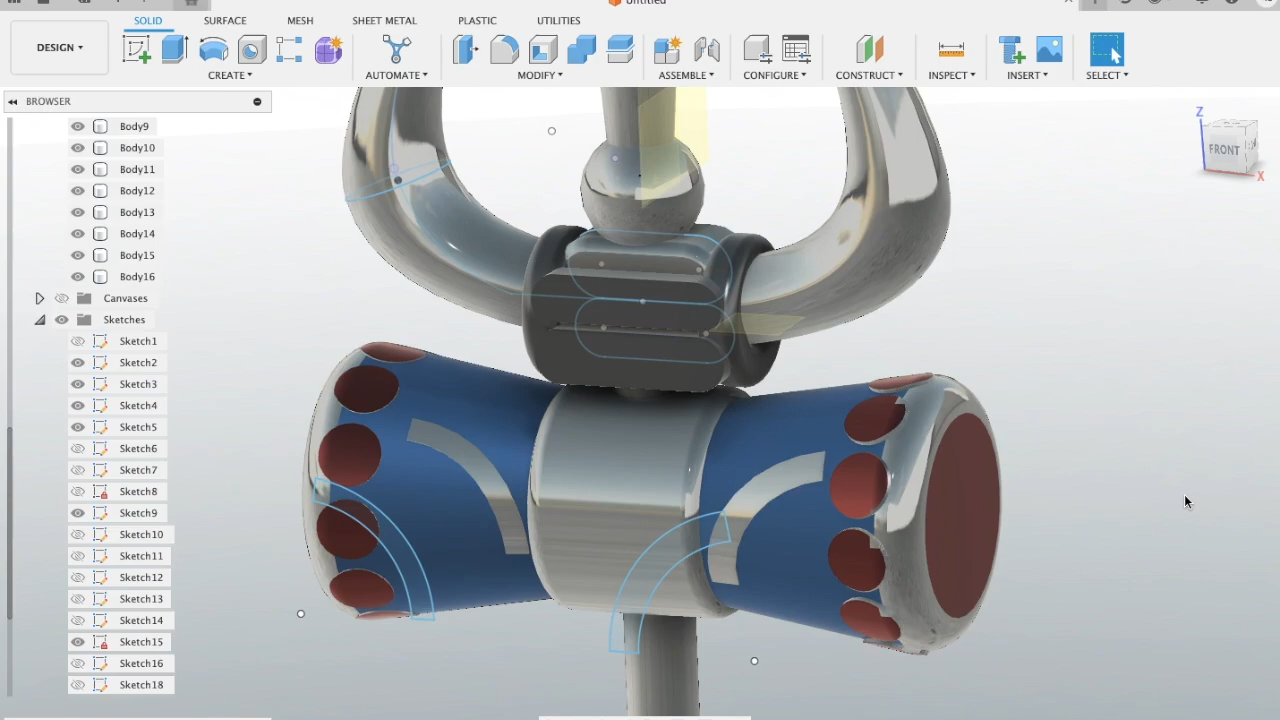 Untitled
SOLID SURFACE MESH SHEET METAL PLASTIC UTILITIES
DESIGN
CREATE AUTOMATE MODIFY ASSEMBLE CONFIGURE CONSTRUCT INSPECT INSERT SELECT
BROWSER
Body9
Body10
Body11
Body12
Body13
Body14
Body15
Body16
Canvases
Sketches
Sketch1
Sketch2
Sketch3
Sketch4
Sketch5
Sketch6
Sketch7
Sketch8
Sketch9
Sketch10
Sketch11
Sketch12
Sketch13
Sketch14
Sketch15
Sketch16
Sketch18
Z
FRONT
X